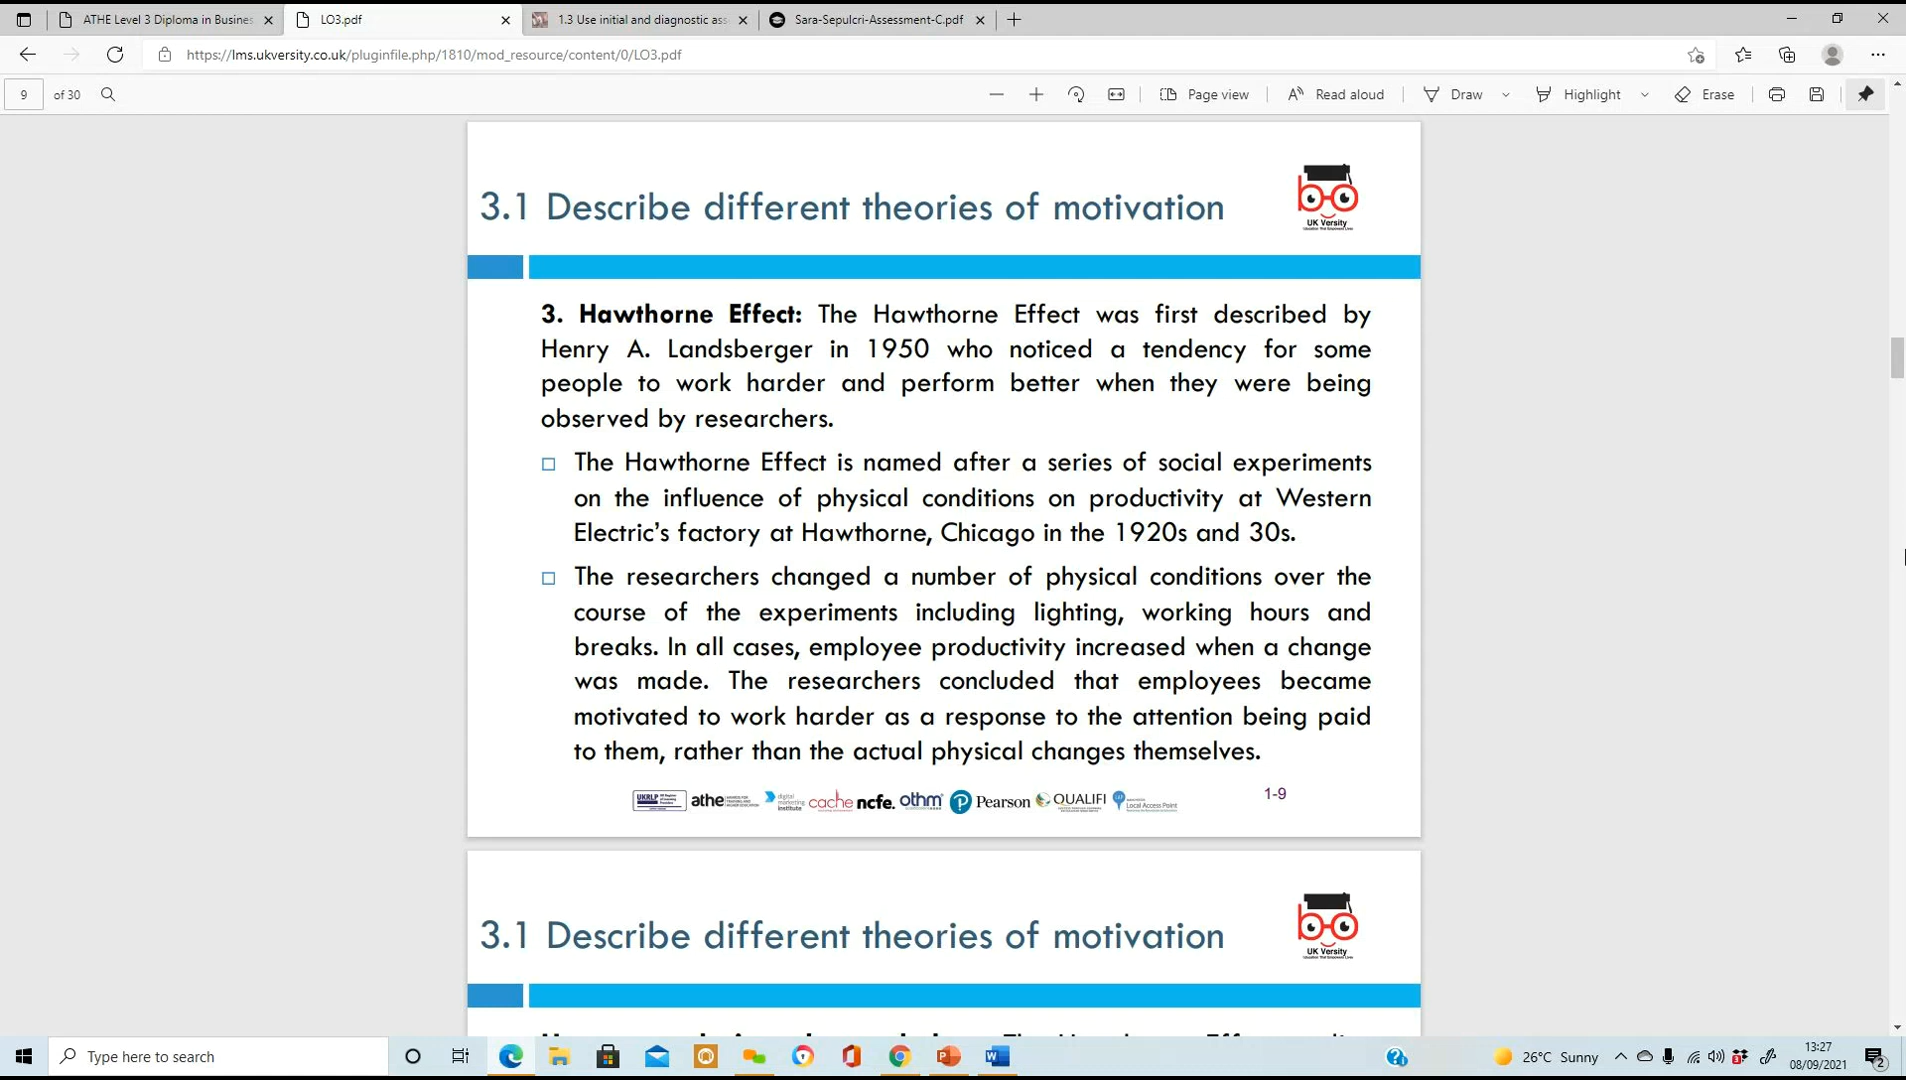 ATHE Level 3 Diploma in Busines
LO3.pdf
1.3 Use initial and diagnostic ass
Sara-Sepulcri-Assessment-C.pdf
https://lms.ukversity.co.uk/pluginfile.php/1810/mod_resource/content/0/LO3.pdf
9 of 30
Page view
Read aloud
Draw
Highlight
Erase
3.1 Describe different theories of motivation
UK Versity
3. Hawthorne Effect: The Hawthorne Effect was first described by
Henry A. Landsberger in 1950 who noticed a tendency for some
people to work harder and perform better when they were being
observed by researchers.
The Hawthorne Effect is named after a series of social experiments
on the influence of physical conditions on productivity at Western
Electric's factory at Hawthorne, Chicago in the 1920s and 30s.
The researchers changed a number of physical conditions over the
course of the experiments including lighting, working hours and
breaks. In all cases, employee productivity increased when a change
was made. The researchers concluded that employees became
motivated to work harder as a response to the attention being paid
to them, rather than the actual physical changes themselves.
UKRLP athe digital marketing institute cache ncfe. othm Pearson QUALIFI Local Access Point
1-9
3.1 Describe different theories of motivation
UK Versity
Type here to search
26°C Sunny
13:27
08/09/2021
2